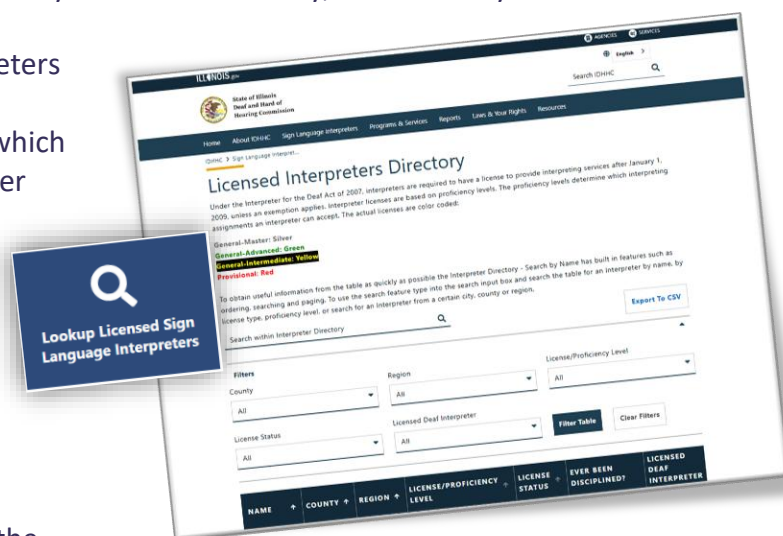 eters
which
er
ILLINOIS.gov
AGENCIES SERVICES
English
State of Illinois
Deaf and Hard of
Hearing Commission
Search IDHHC
Home About IDHHC Sign Language Interpreters Programs & Services Reports Laws & Your Rights Resources
IDHHC > Sign Language Interpret...
Licensed Interpreters Directory
Under the Interpreter for the Deaf Act of 2007, interpreters are required to have a license to provide interpreting services after January 1,
2009, unless an exemption applies. Interpreter licenses are based on proficiency levels. The proficiency levels determine which interpreting
assignments an interpreter can accept. The actual licenses are color coded:
General-Master: Silver
General-Advanced: Green
General-Intermediate: Yellow
Provisional: Red
To obtain useful information from the table as quickly as possible the Interpreter Directory - Search by Name has built in features such as
ordering, searching and paging. To use the search feature type into the search input box and search the table for an interpreter by name, by
license type, proficiency level, or search for an Interpreter from a certain city, county or region.
Search within Interpreter Directory
Export To CSV
Filters
County Region License/Proficiency Level
All All All
License Status Licensed Deaf Interpreter
All All Filter Table Clear Filters
NAME COUNTY REGION LICENSE/PROFICIENCY LEVEL LICENSE STATUS EVER BEEN DISCIPLINED? LICENSED DEAF INTERPRETER
Lookup Licensed Sign
Language Interpreters